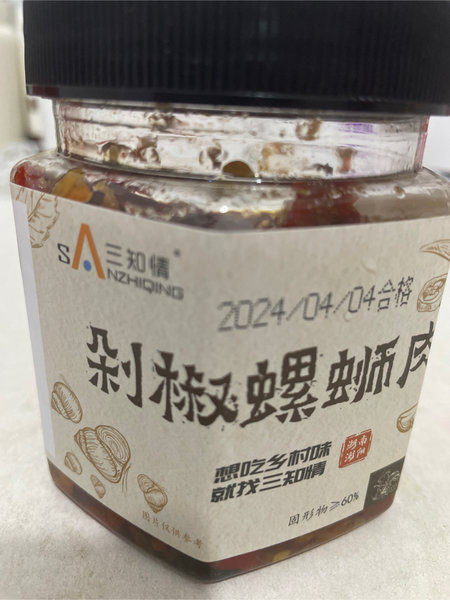 三知情®
SANZHIQING
2024/04/04合格
剁椒螺蛳肉
想吃乡村味
就找三知情
湖南
固形物≥60%
图片仅供参考